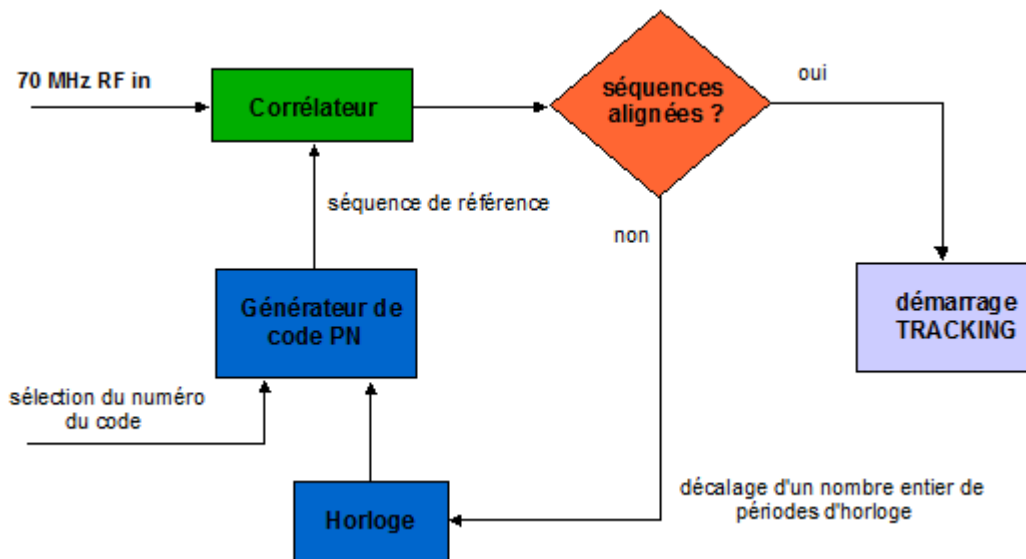 70 MHz RF in
Corrélateur
séquences
alignées ?
oui
séquence de référence
non
Générateur de
code PN
démarrage
TRACKING
sélection du numéro
du code
Horloge
décalage d'un nombre entier de
périodes d'horloge